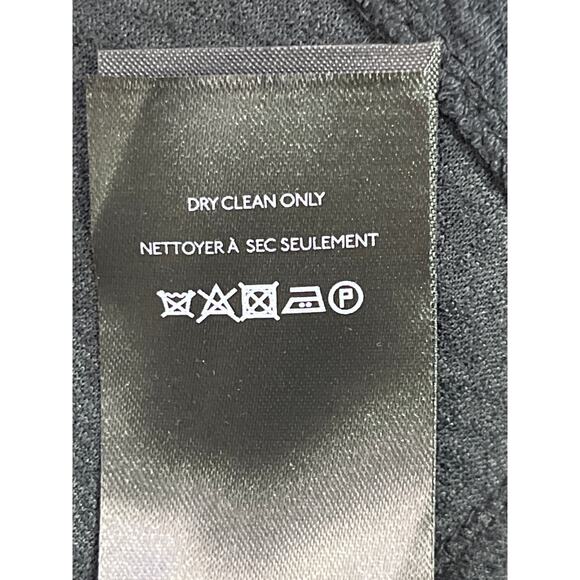 DRY CLEAN ONLY
NETTOYER À SEC SEULEMENT
P